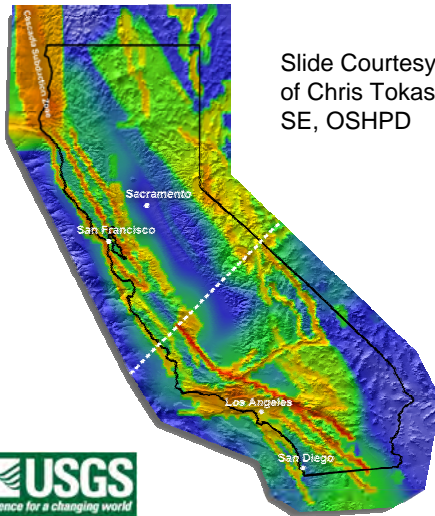 Cascadia Subduction Zone
Slide Courtesy
of Chris Tokas
SE, OSHPD
Sacramento
San Francisco
Los Angeles
San Diego
USGS
ence for a changing world